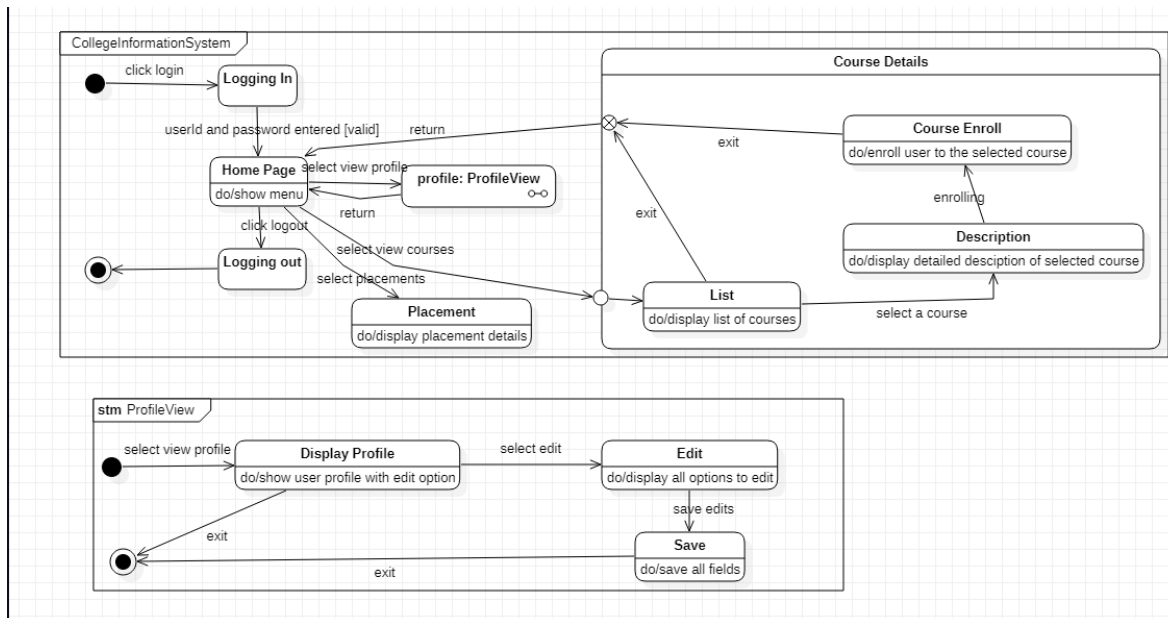 CollegeInformationSystem
click login
Logging In
Course Details
userId and password entered [valid]
return
Course Enroll
do/enroll user to the selected course
exit
Home Page
do/show menu
select view profile
profile: ProfileView
return
enrolling
click logout
exit
Description
do/display detailed desciption of selected course
select view courses
Logging out
select placements
List
do/display list of courses
select a course
Placement
do/display placement details
stm ProfileView
select view profile
Display Profile
do/show user profile with edit option
select edit
Edit
do/display all options to edit
save edits
exit
Save
do/save all fields
exit